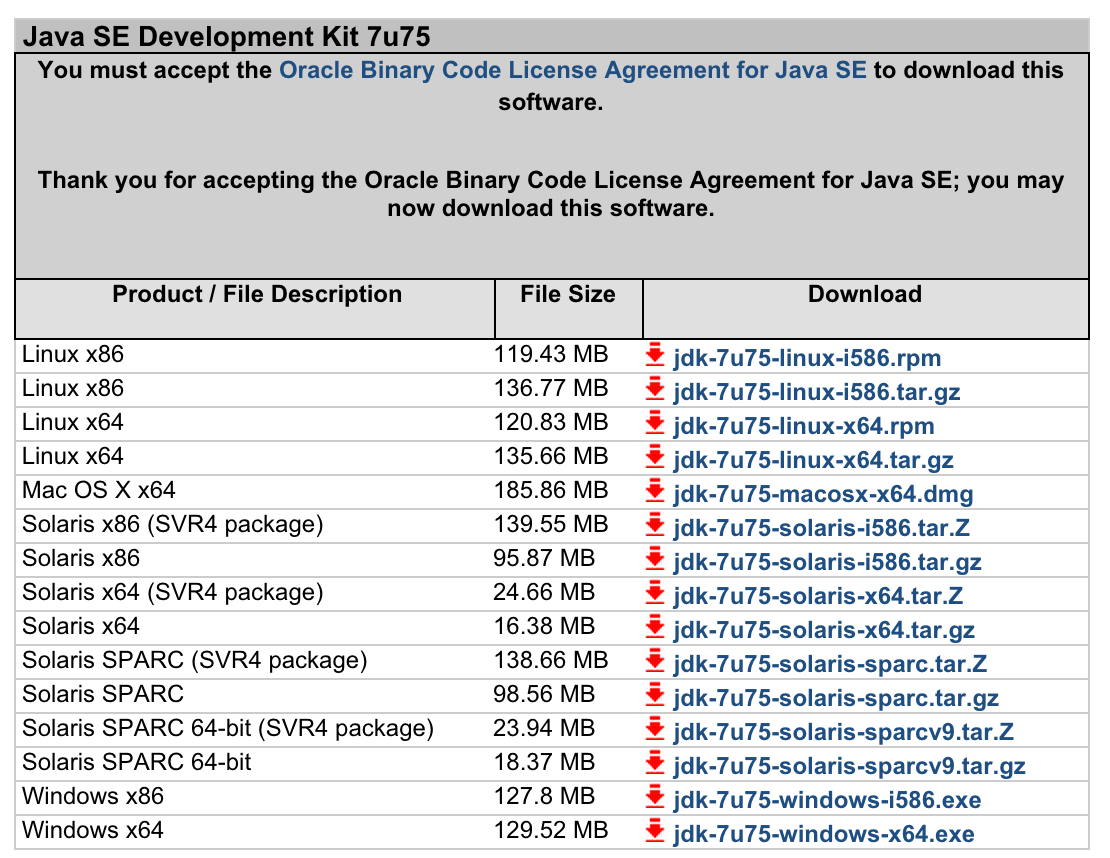 Java SE Development Kit 7u75
You must accept the Oracle Binary Code License Agreement for Java SE to download this
software.
Thank you for accepting the Oracle Binary Code License Agreement for Java SE; you may
now download this software.
Product / File Description File Size Download
Linux x86 119.43 MB jdk-7u75-linux-i586.rpm
Linux x86 136.77 MB jdk-7u75-linux-i586.tar.gz
Linux x64 120.83 MB jdk-7u75-linux-x64.rpm
Linux x64 135.66 MB jdk-7u75-linux-x64.tar.gz
Mac OS X x64 185.86 MB jdk-7u75-macosx-x64.dmg
Solaris x86 (SVR4 package) 139.55 MB jdk-7u75-solaris-i586.tar.Z
Solaris x86 95.87 MB jdk-7u75-solaris-i586.tar.gz
Solaris x64 (SVR4 package) 24.66 MB jdk-7u75-solaris-x64.tar.Z
Solaris x64 16.38 MB jdk-7u75-solaris-x64.tar.gz
Solaris SPARC (SVR4 package) 138.66 MB jdk-7u75-solaris-sparc.tar.Z
Solaris SPARC 98.56 MB jdk-7u75-solaris-sparc.tar.gz
Solaris SPARC 64-bit (SVR4 package) 23.94 MB jdk-7u75-solaris-sparcv9.tar.Z
Solaris SPARC 64-bit 18.37 MB jdk-7u75-solaris-sparcv9.tar.gz
Windows x86 127.8 MB jdk-7u75-windows-i586.exe
Windows x64 129.52 MB jdk-7u75-windows-x64.exe